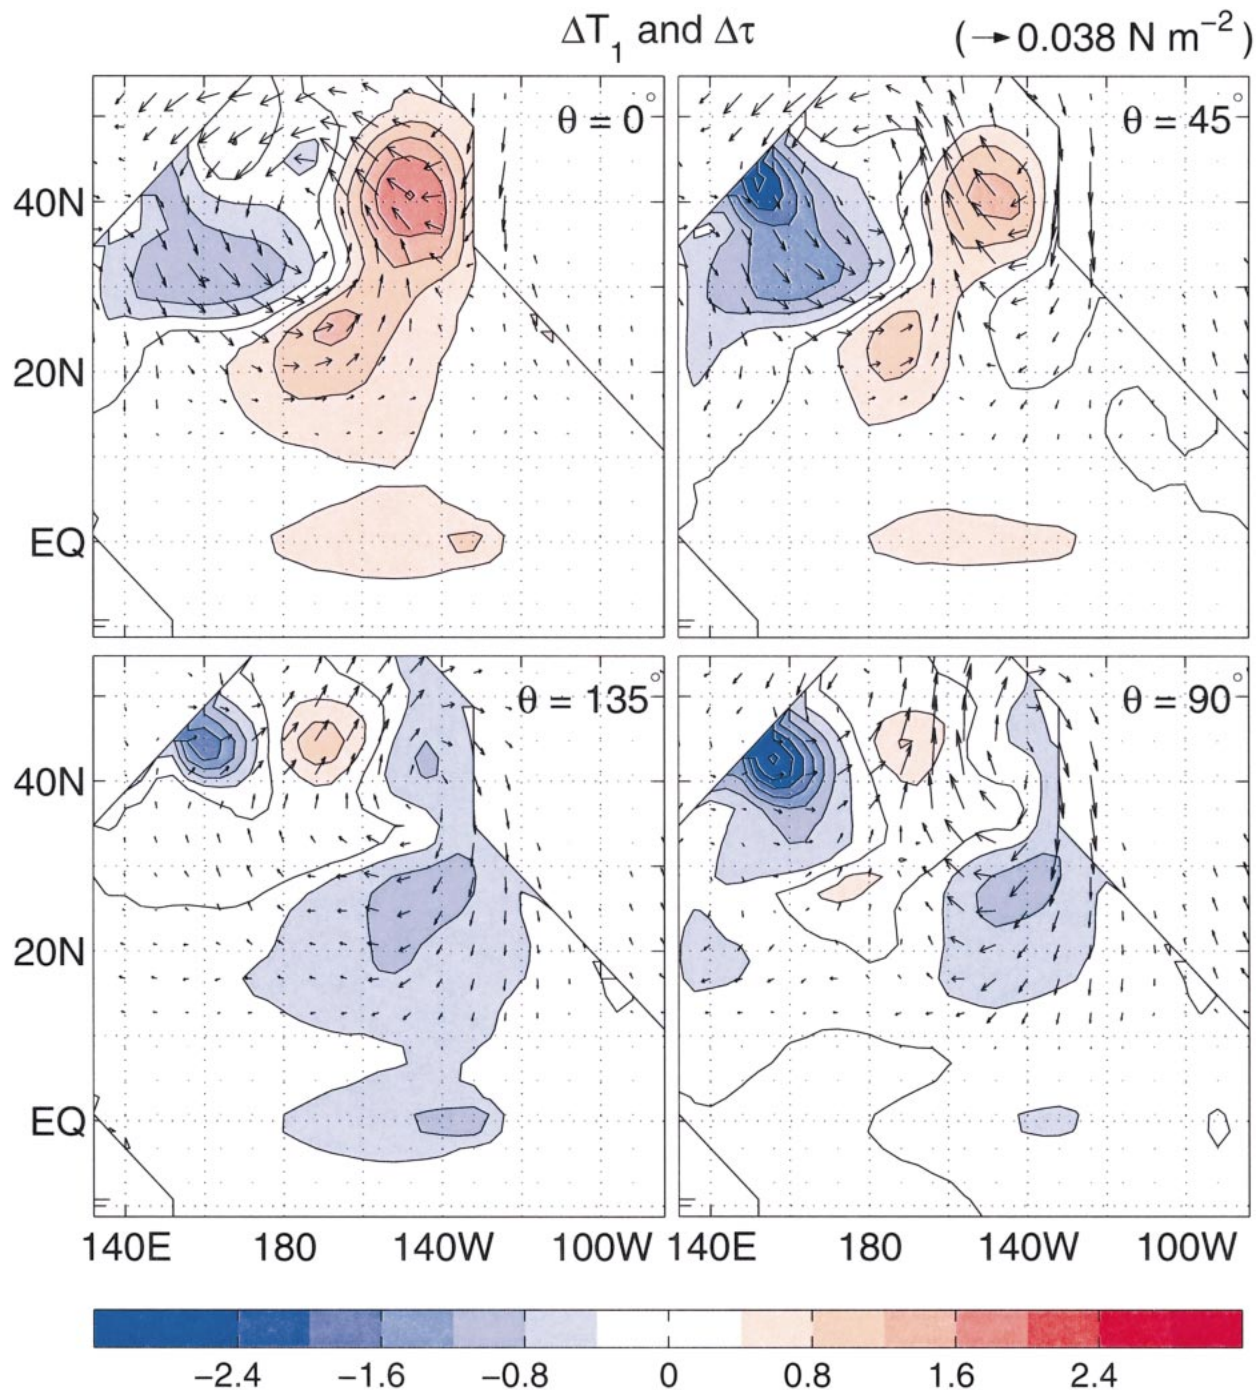 ΔT₁ and Δτ (→ 0.038 N m⁻²)
θ = 0° θ = 45°
40N
20N
EQ
θ = 135° θ = 90°
40N
20N
EQ
140E 180 140W 100W 140E 180 140W 100W
−2.4 −1.6 −0.8 0 0.8 1.6 2.4